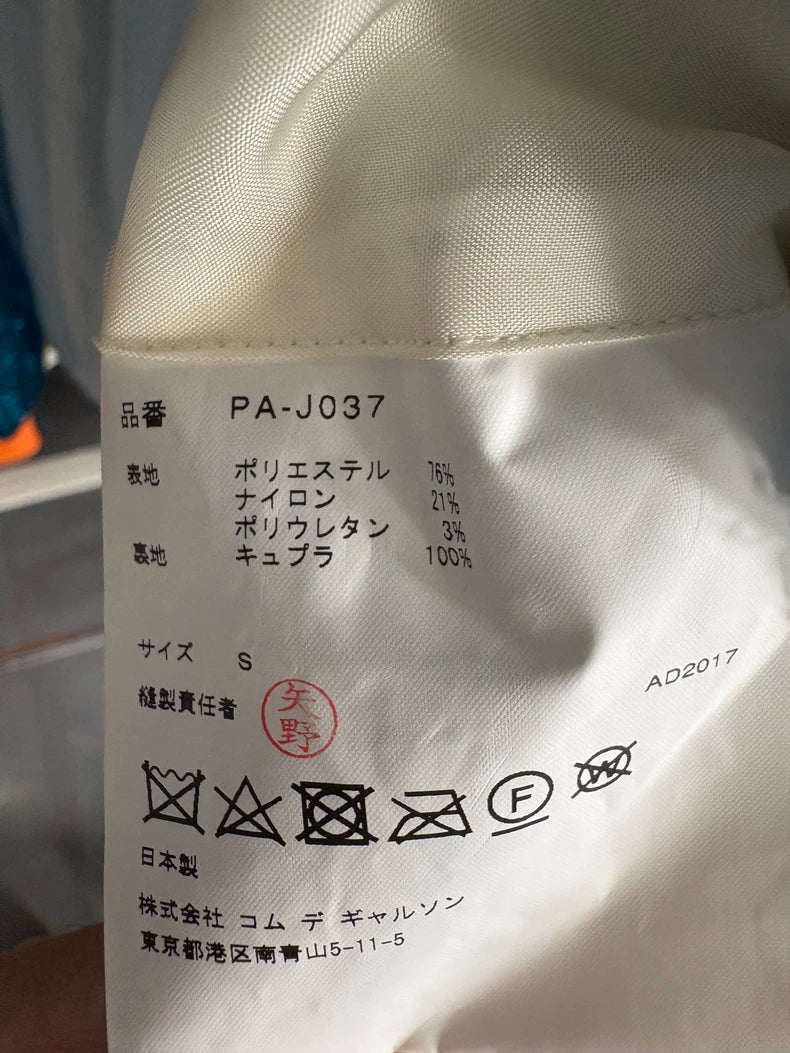 品番 PA-J037
表地 ポリエステル 76%
ナイロン 21%
ポリウレタン 3%
裏地 キュプラ 100%
サイズ S
AD2017
縫製責任者 矢野
F W
日本製
株式会社 コム デ ギャルソン
東京都港区南青山5-11-5